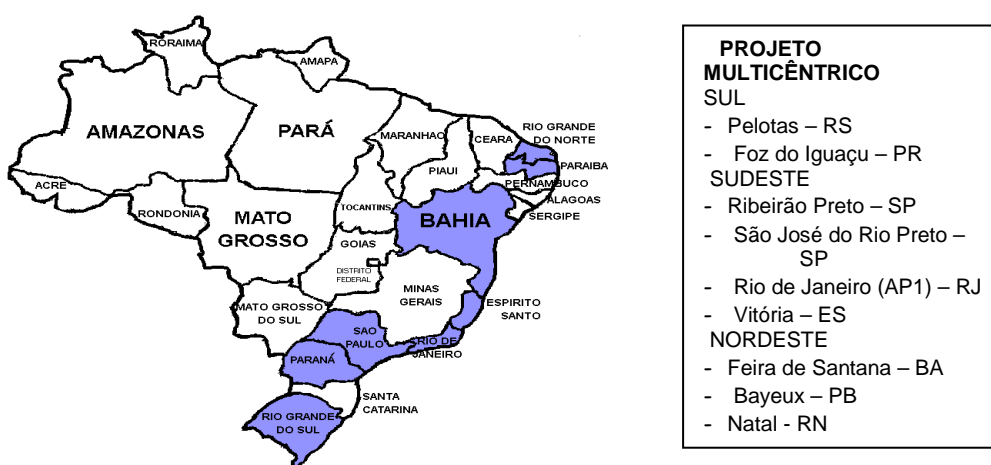 RORAIMA
AMAPA
AMAZONAS
PARÁ
MARANHAO
CEARA
RIO GRANDE
DO NORTE
PIAUI
PARAIBA
PERNAMBUCO
ALAGOAS
SERGIPE
ACRE
RONDONIA
MATO
GROSSO
TOCANTINS
BAHIA
GOIAS
DISTRITO
FEDERAL
MINAS
GERAIS
ESPIRITO
SANTO
MATO GROSSO
DO SUL
SAO
PAULO
RIO DE
JANEIRO
PARANÁ
SANTA
CATARINA
RIO GRANDE
DO SUL
PROJETO
MULTICÊNTRICO
SUL
- Pelotas – RS
- Foz do Iguaçu – PR
SUDESTE
- Ribeirão Preto – SP
- São José do Rio Preto –
SP
- Rio de Janeiro (AP1) – RJ
- Vitória – ES
NORDESTE
- Feira de Santana – BA
- Bayeux – PB
- Natal - RN